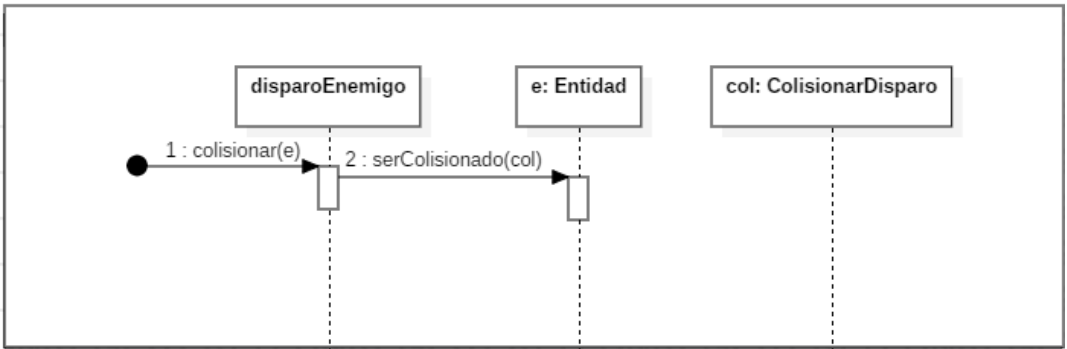 disparoEnemigo
e: Entidad
col: ColisionarDisparo
1 : colisionar(e)
2 : serColisionado(col)